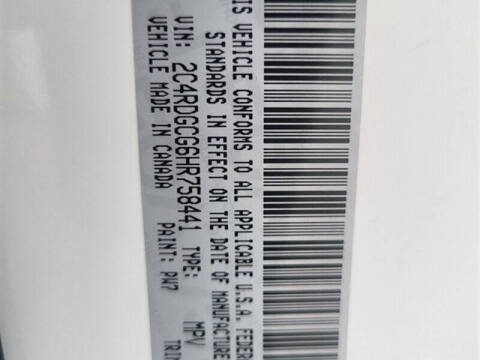 IS VEHICLE CONFORMS TO ALL APPLICABLE U.S.A. FEDER
STANDARDS IN EFFECT ON THE DATE OF MANUFACTURE
VIN: 2C4RDGCG6HR758441 TYPE: MPV
VEHICLE MADE IN CANADA PAINT: PW7 TRIM